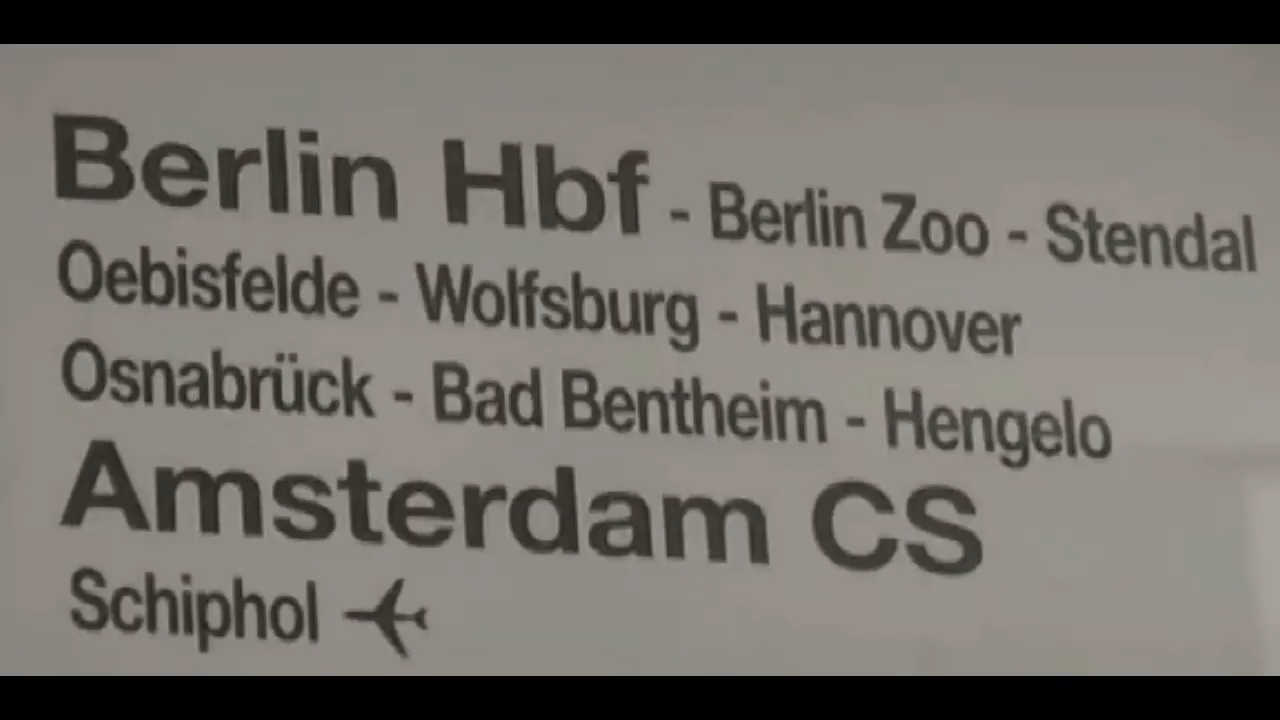 Berlin Hbf - Berlin Zoo - Stendal
Oebisfelde - Wolfsburg - Hannover
Osnabrück - Bad Bentheim - Hengelo
Amsterdam CS
Schiphol